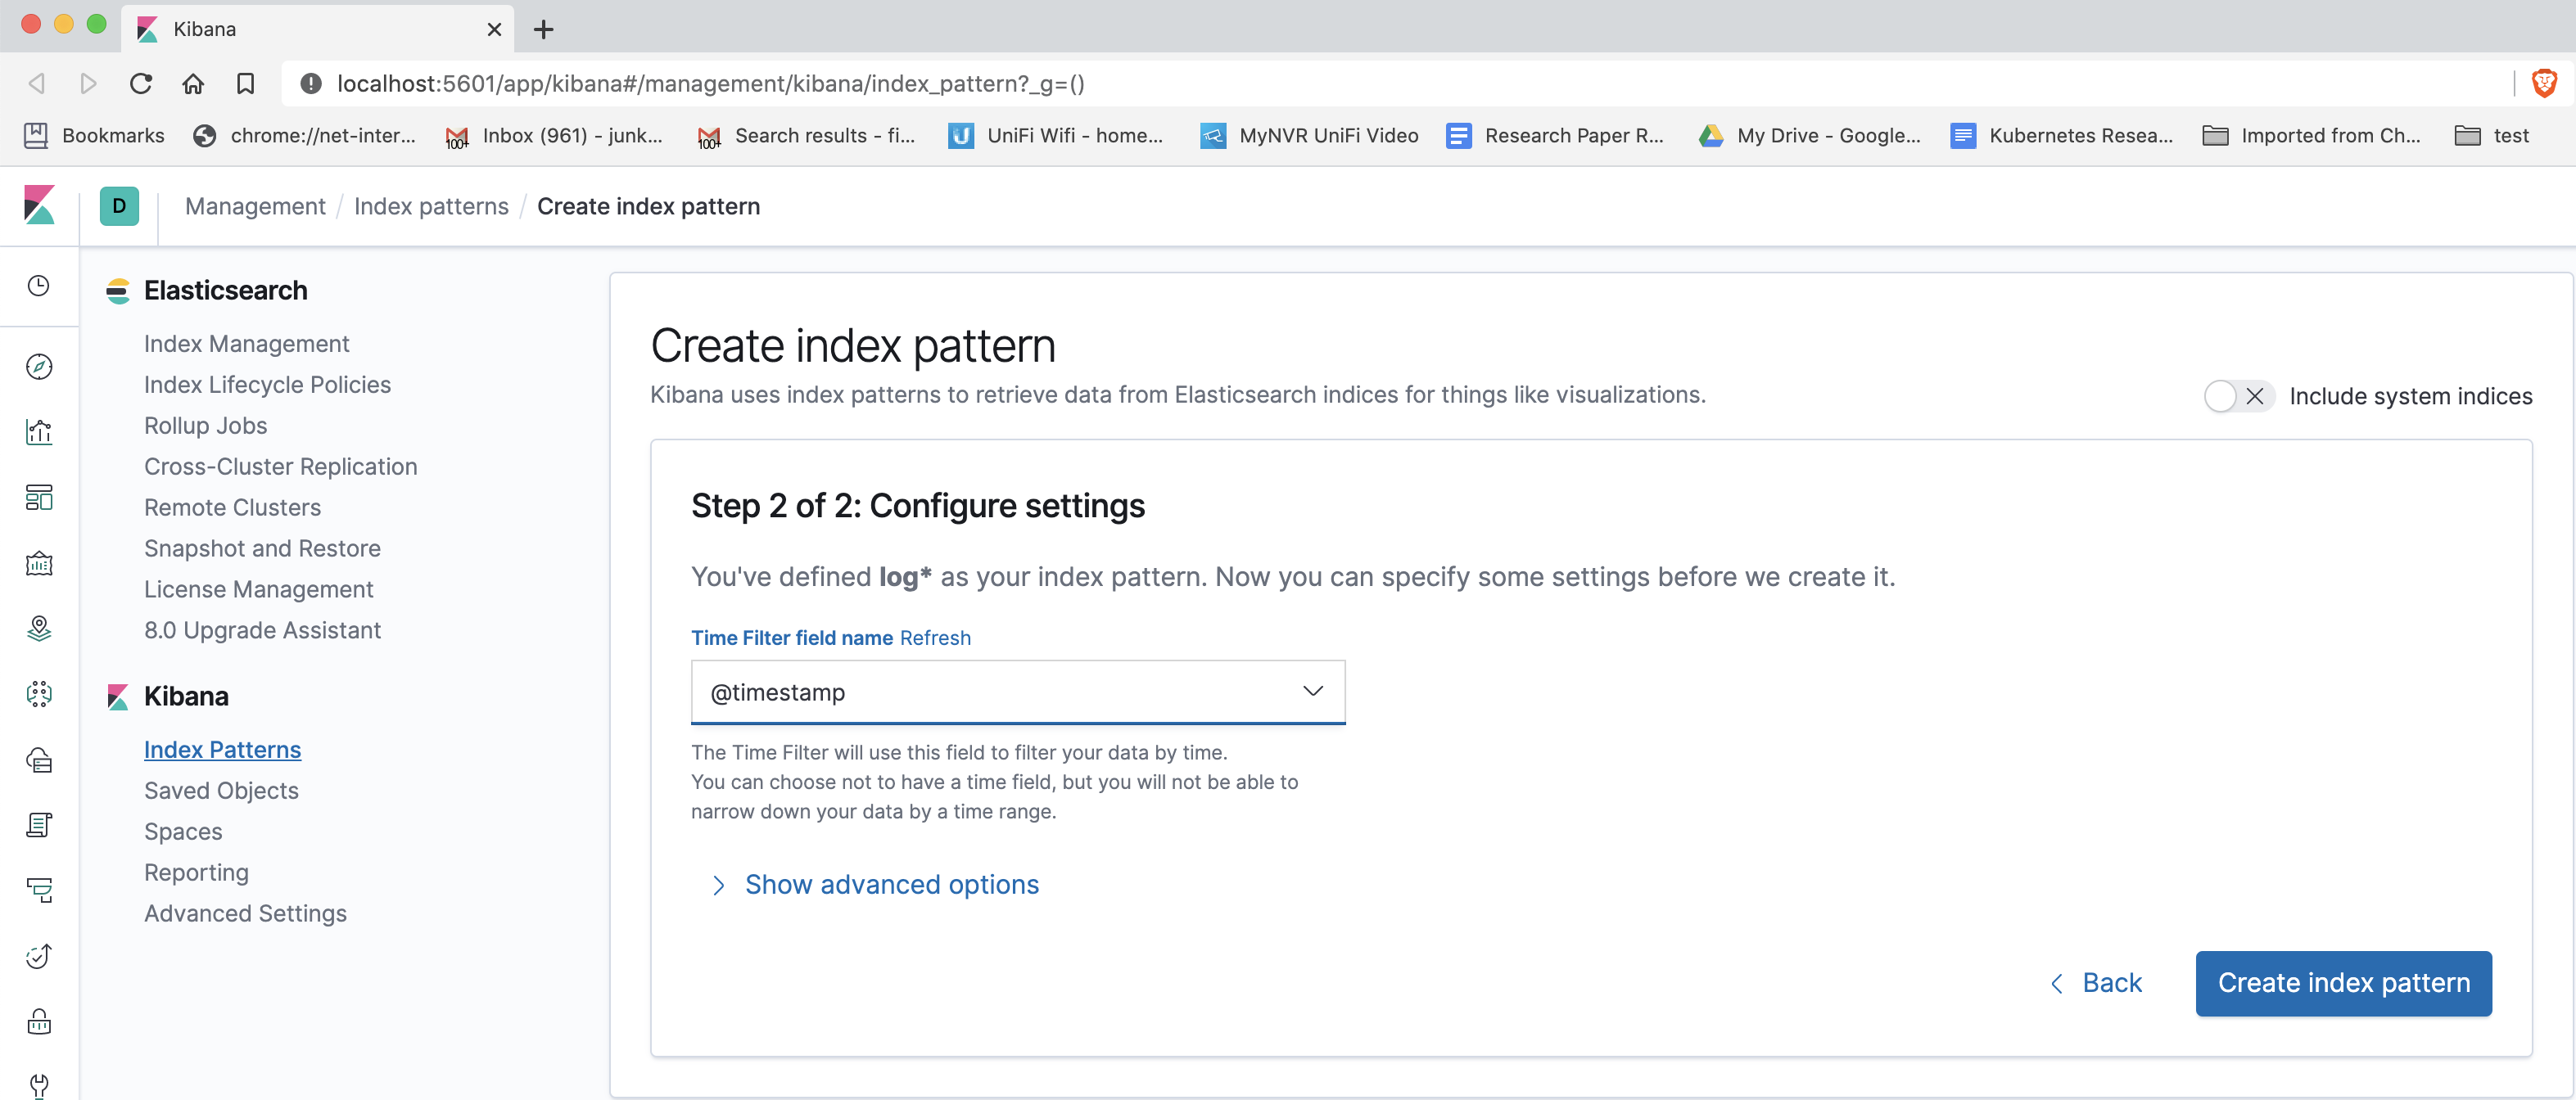 Kibana
localhost:5601/app/kibana#/management/kibana/index_pattern?_g=()
Bookmarks chrome://net-inter... Inbox (961) - junk... Search results - fi... UniFi Wifi - home... MyNVR UniFi Video Research Paper R... My Drive - Google... Kubernetes Resea... Imported from Ch... test
100+ 100+
D Management / Index patterns / Create index pattern
Elasticsearch
Index Management
Index Lifecycle Policies
Rollup Jobs
Cross-Cluster Replication
Remote Clusters
Snapshot and Restore
License Management
8.0 Upgrade Assistant
Kibana
Index Patterns
Saved Objects
Spaces
Reporting
Advanced Settings
Create index pattern
Kibana uses index patterns to retrieve data from Elasticsearch indices for things like visualizations.
Include system indices
Step 2 of 2: Configure settings
You've defined log* as your index pattern. Now you can specify some settings before we create it.
Time Filter field name Refresh
@timestamp
The Time Filter will use this field to filter your data by time.
You can choose not to have a time field, but you will not be able to
narrow down your data by a time range.
Show advanced options
Back
Create index pattern